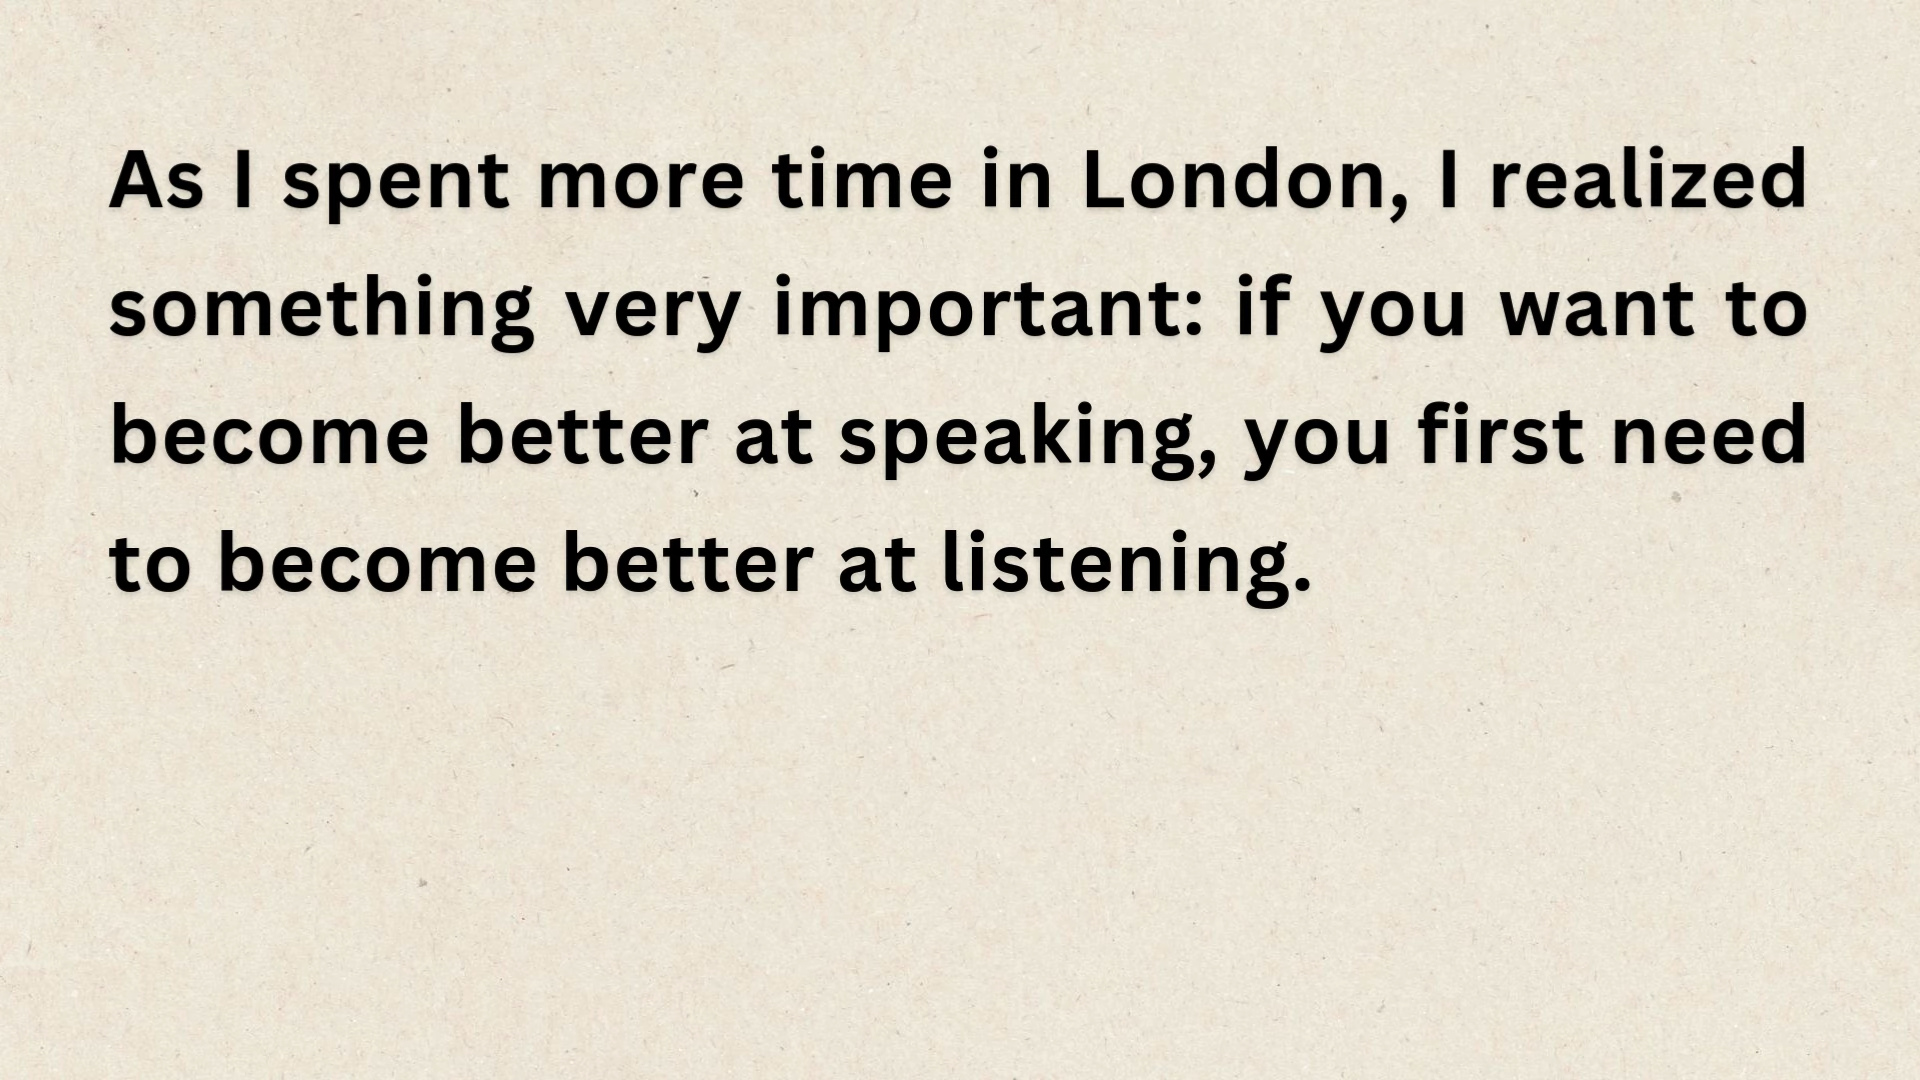 As I spent more time in London, I realized
something very important: if you want to
become better at speaking, you first need
to become better at listening.